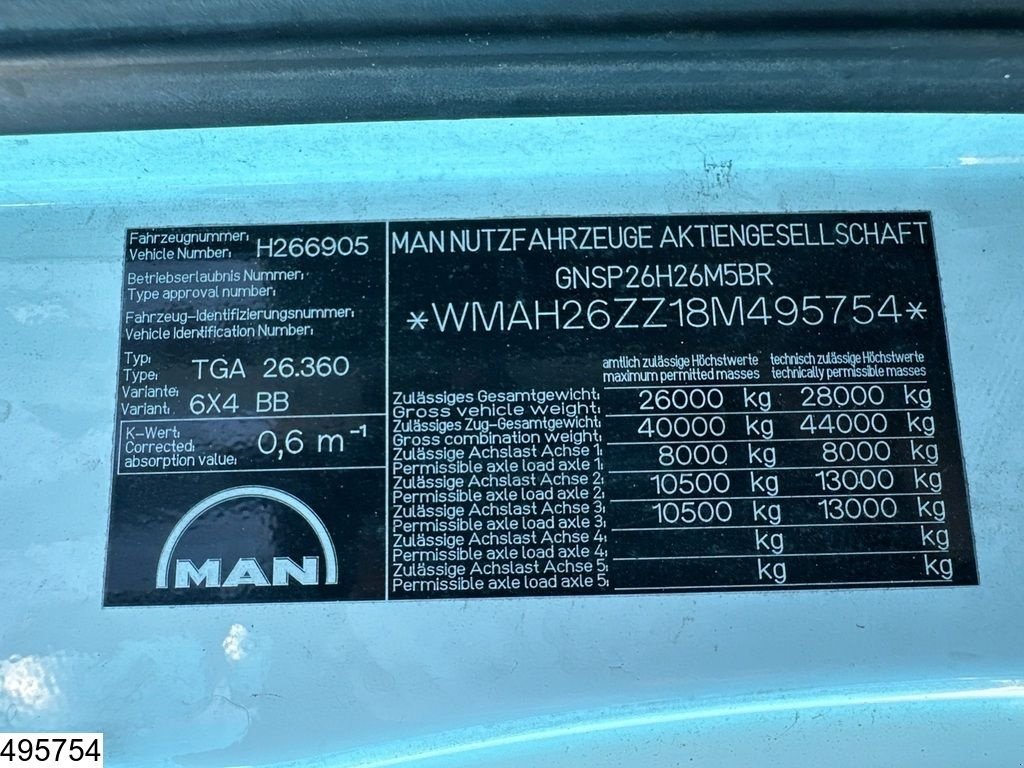 Fahrzeugnummer:
Vehicle Number: H266905
Betriebserlaubnis Nummer:
Type approval number:
Fahrzeug-Identifizierungsnummer:
Vehicle Identification Number:
Typ:
Type: TGA 26.360
Variante:
Variant: 6X4 BB
K-Wert:
Corrected: 0,6 m⁻¹
absorption value:
MAN
MAN NUTZFAHRZEUGE AKTIENGESELLSCHAFT
GNSP26H26M5BR
*WMAH26ZZ18M495754*
amtlich zulässige Höchstwerte technisch zulässige Höchstwerte
maximum permitted masses technically permissible masses
Zulässiges Gesamtgewicht: 26000 kg 28000 kg
Gross vehicle weight:
Zulässiges Zug-Gesamtgewicht: 40000 kg 44000 kg
Gross combination weight:
Zulässige Achslast Achse 1: 8000 kg 8000 kg
Permissible axle load axle 1:
Zulässige Achslast Achse 2: 10500 kg 13000 kg
Permissible axle load axle 2:
Zulässige Achslast Achse 3: 10500 kg 13000 kg
Permissible axle load axle 3:
Zulässige Achslast Achse 4: kg kg
Permissible axle load axle 4:
Zulässige Achslast Achse 5: kg kg
Permissible axle load axle 5:
495754